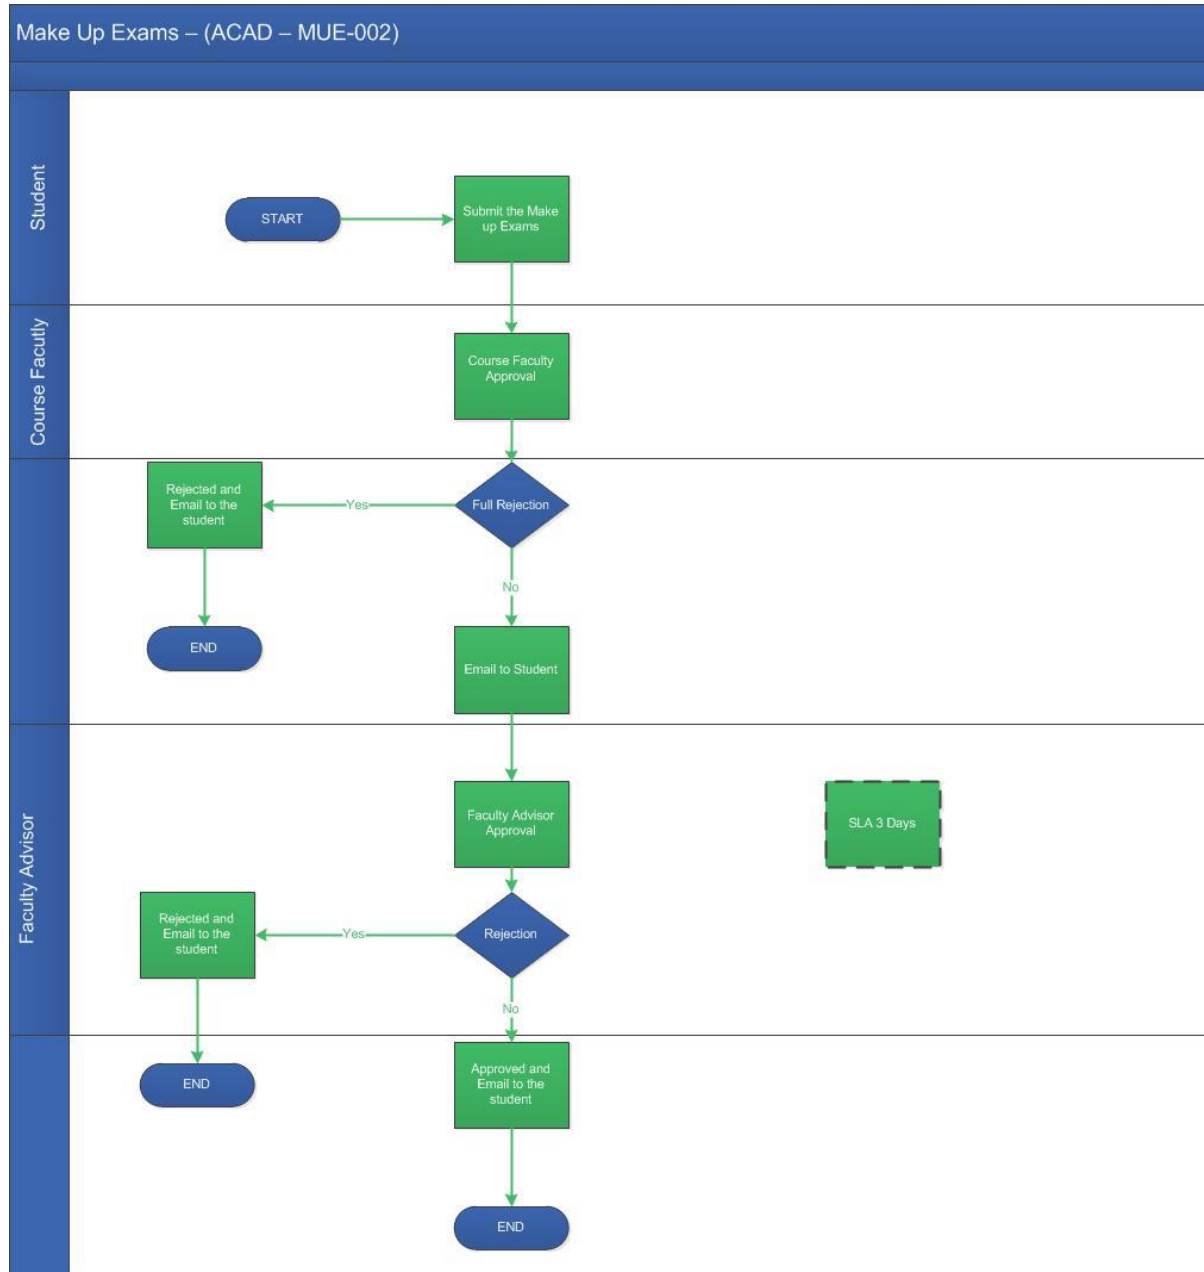 Make Up Exams – (ACAD – MUE-002)
Student
START
Submit the Make
up Exams
Course Facutly
Course Faculty
Approval
Rejected and
Email to the
student
Yes
Full Rejection
No
END
Email to Student
Faculty Advisor
Faculty Advisor
Approval
SLA 3 Days
Rejected and
Email to the
student
Yes
Rejection
No
END
Approved and
Email to the
student
END